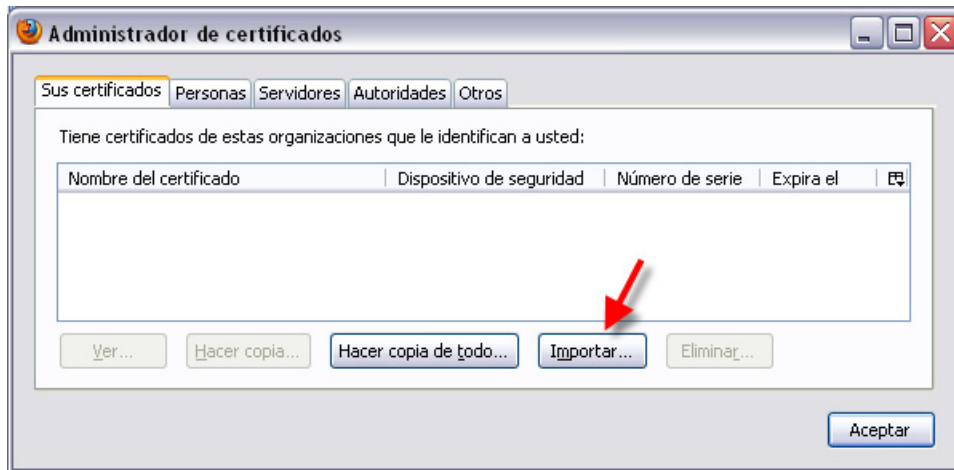 Administrador de certificados
Sus certificados Personas Servidores Autoridades Otros
Tiene certificados de estas organizaciones que le identifican a usted:
Nombre del certificado Dispositivo de seguridad Número de serie Expira el
Ver... Hacer copia... Hacer copia de todo... Importar... Eliminar...
Aceptar